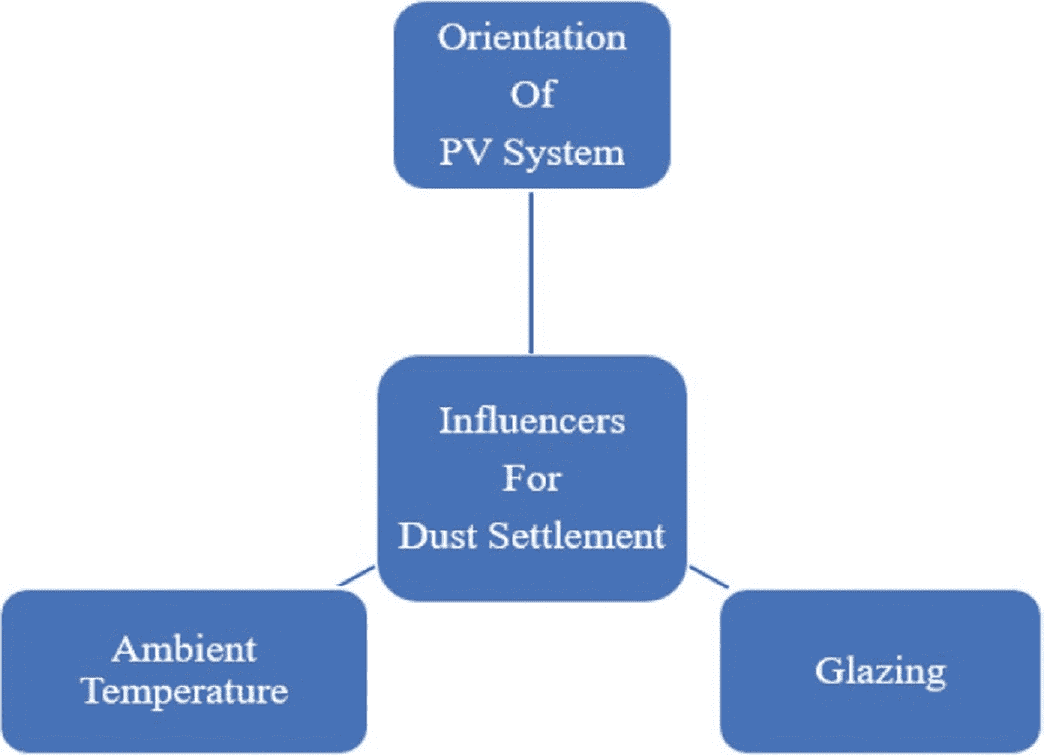 Orientation
Of
PV System
Influencers
For
Dust Settlement
Ambient
Temperature
Glazing